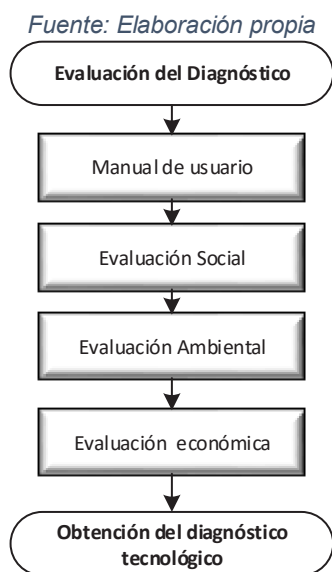 Fuente: Elaboración propia
Evaluación del Diagnóstico
Manual de usuario
Evaluación Social
Evaluación Ambiental
Evaluación económica
Obtención del diagnóstico
tecnológico